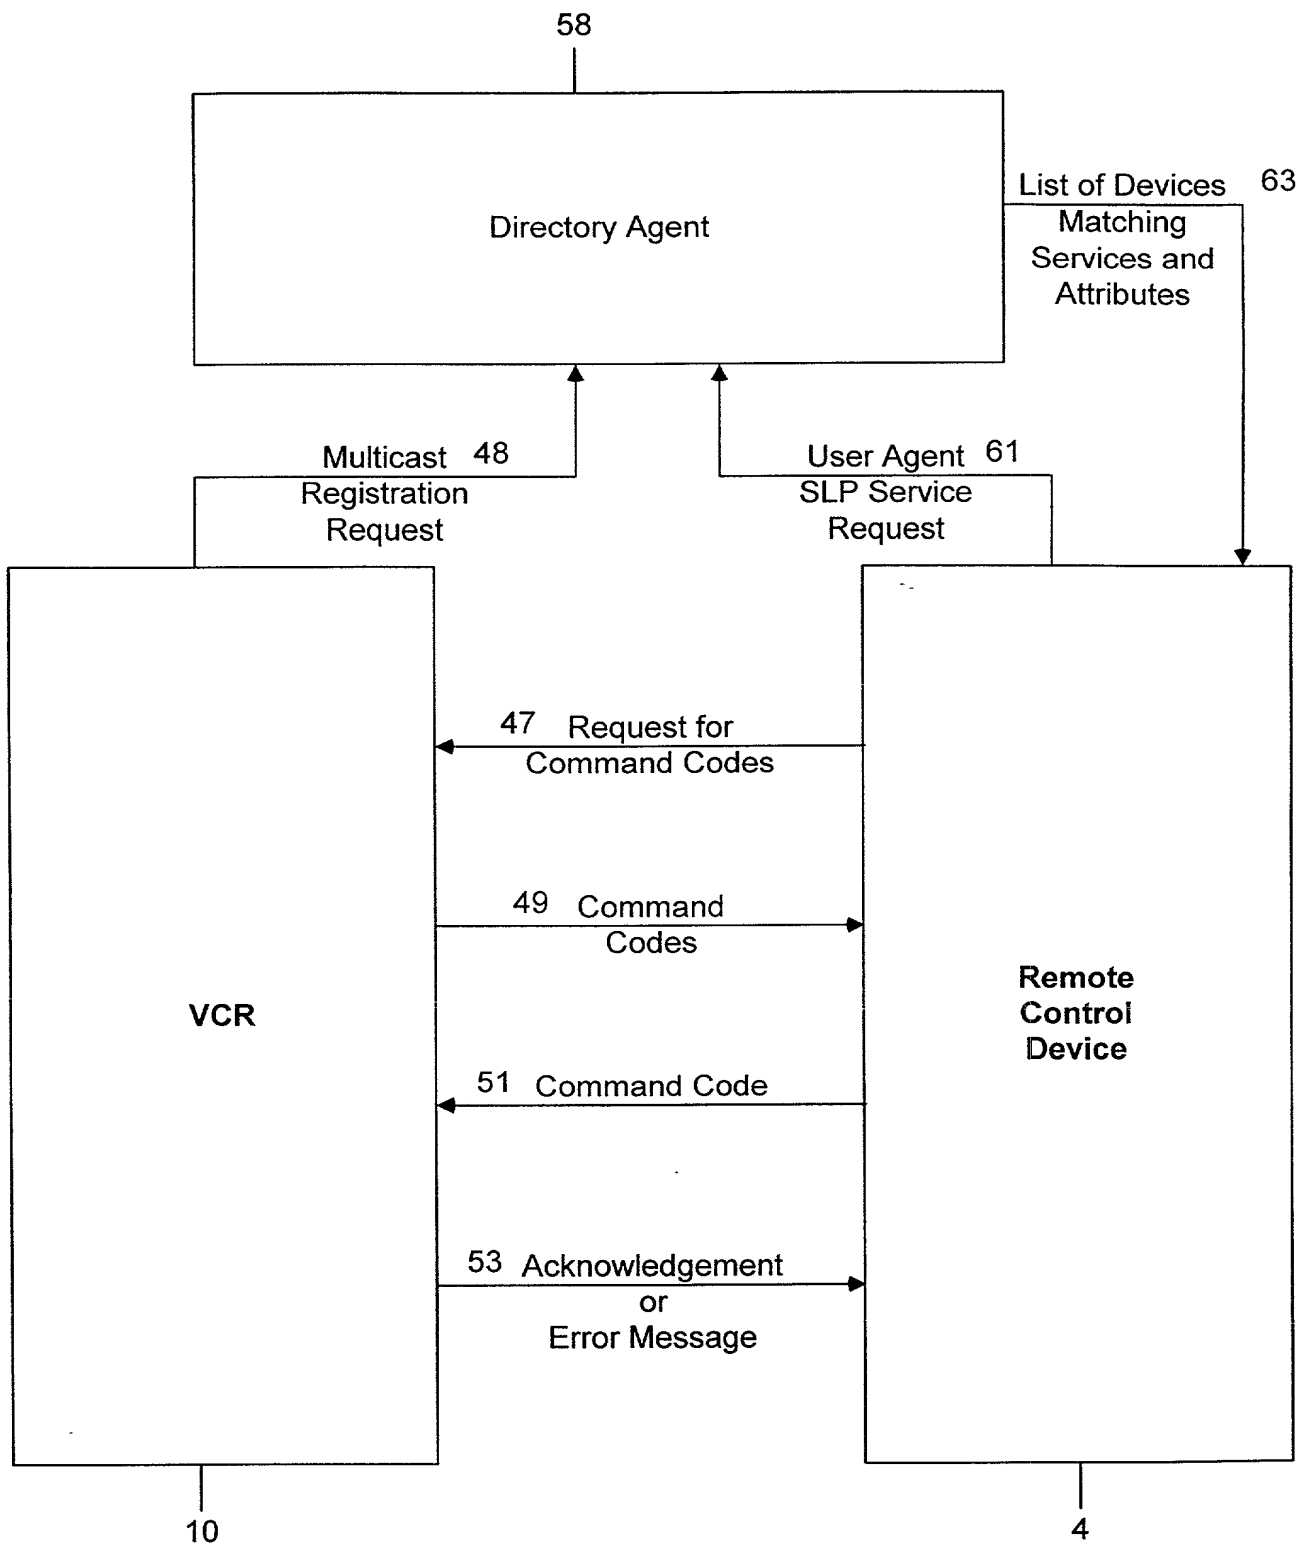 58
Directory Agent
List of Devices 63
Matching
Services and
Attributes
Multicast 48
Registration
Request
User Agent 61
SLP Service
Request
47 Request for
Command Codes
49 Command
Codes
VCR
Remote
Control
Device
51 Command Code
53 Acknowledgement
or
Error Message
10
4